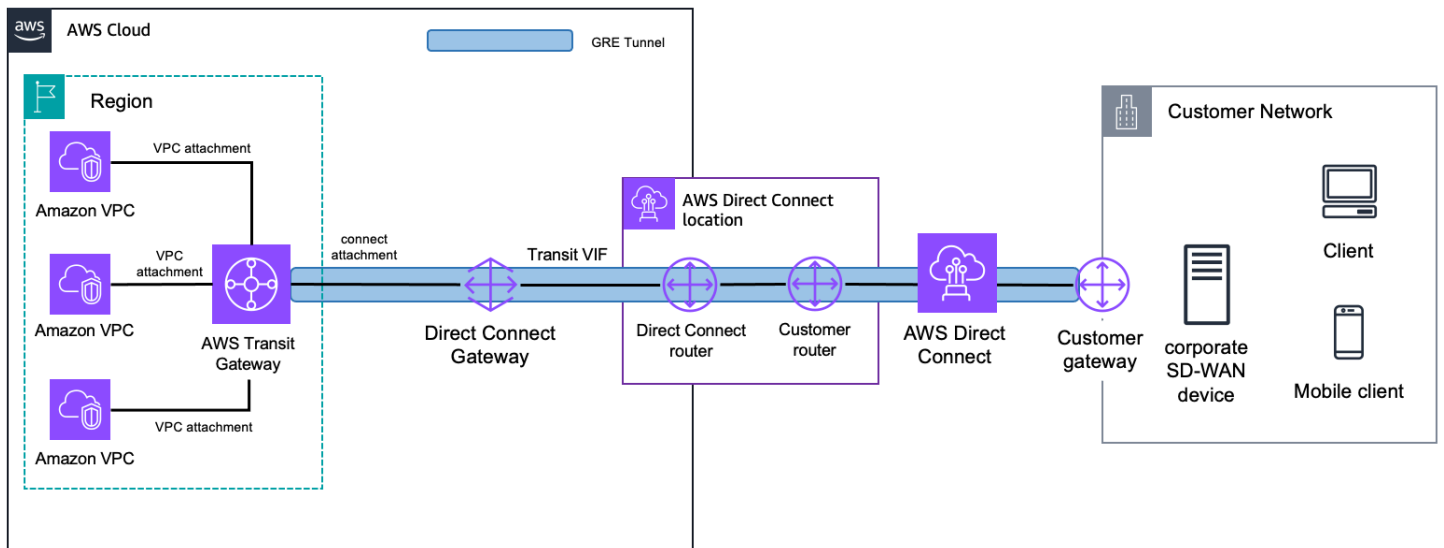 aws
AWS Cloud
GRE Tunnel
Region
VPC attachment
Amazon VPC
VPC
attachment
Amazon VPC
AWS Transit
Gateway
VPC attachment
Amazon VPC
connect
attachment
Direct Connect
Gateway
Transit VIF
AWS Direct Connect
location
Direct Connect
router
Customer
router
AWS Direct
Connect
Customer
gateway
Customer Network
corporate
SD-WAN
device
Client
Mobile client